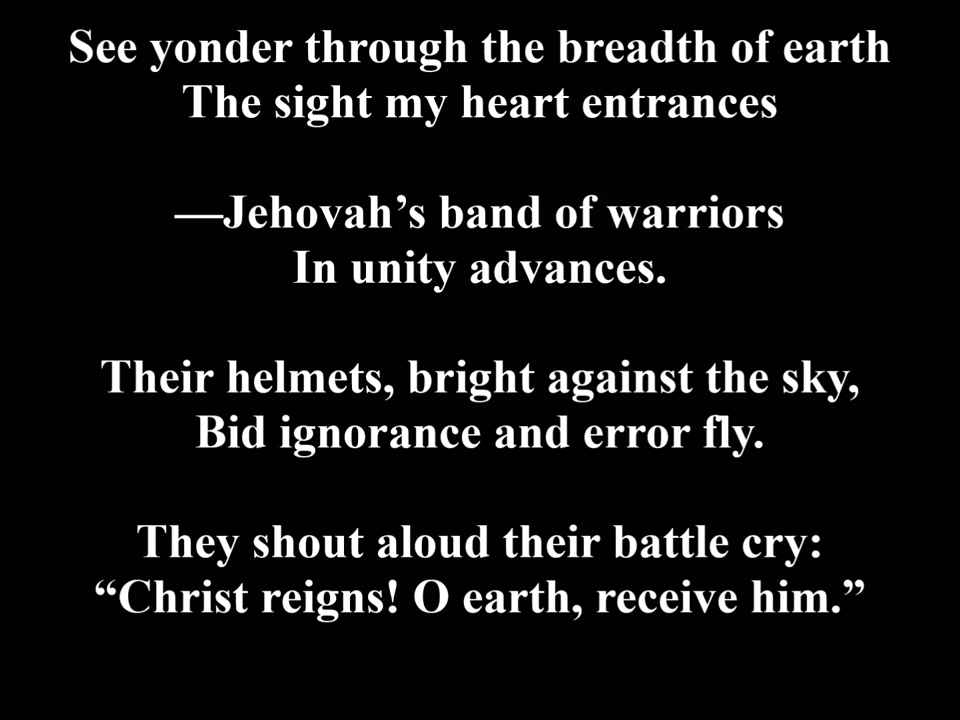 See yonder through the breadth of earth
The sight my heart entrances
—Jehovah’s band of warriors
In unity advances.
Their helmets, bright against the sky,
Bid ignorance and error fly.
They shout aloud their battle cry:
“Christ reigns! O earth, receive him.”